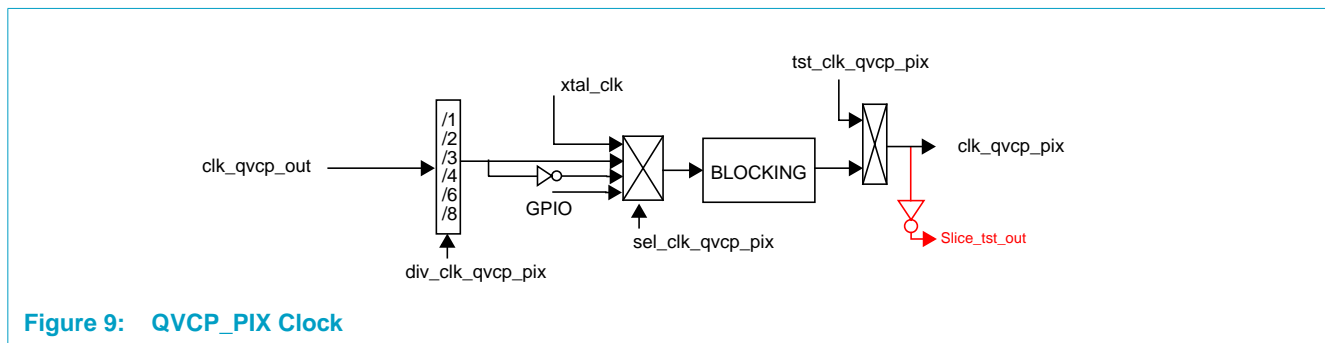 tst_clk_qvcp_pix
xtal_clk
/1
/2
/3
/4
/6
/8
clk_qvcp_out
clk_qvcp_pix
BLOCKING
GPIO
sel_clk_qvcp_pix
Slice_tst_out
div_clk_qvcp_pix
Figure 9: QVCP_PIX Clock